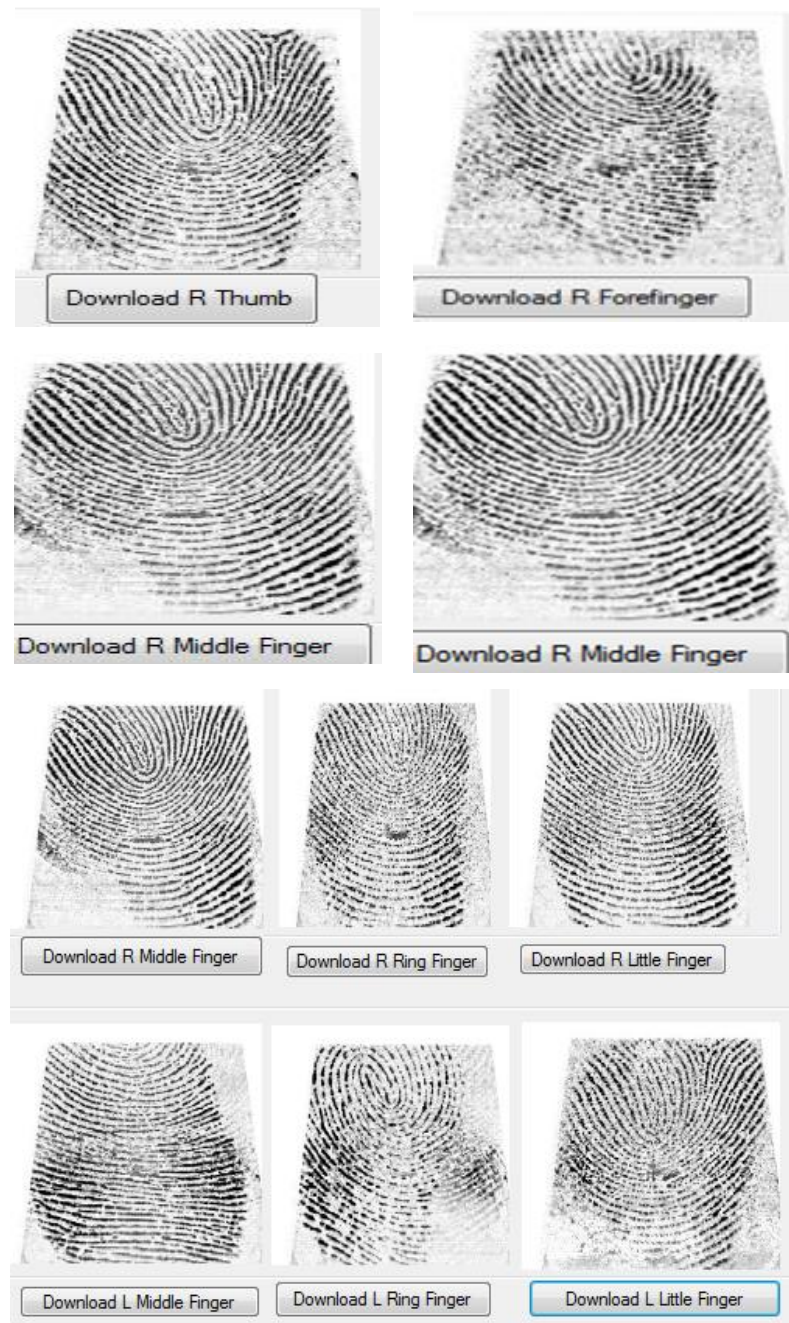 Download R Thumb
Download R Forefinger
Download R Middle Finger
Download R Middle Finger
Download R Middle Finger
Download R Ring Finger
Download R Little Finger
Download L Middle Finger
Download L Ring Finger
Download L Little Finger